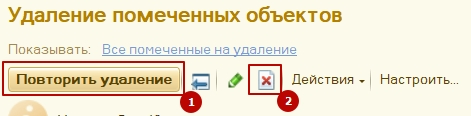 Удаление помеченных объектов
Показывать: Все помеченные на удаление
Повторить удаление Действия Настроить...
1 2